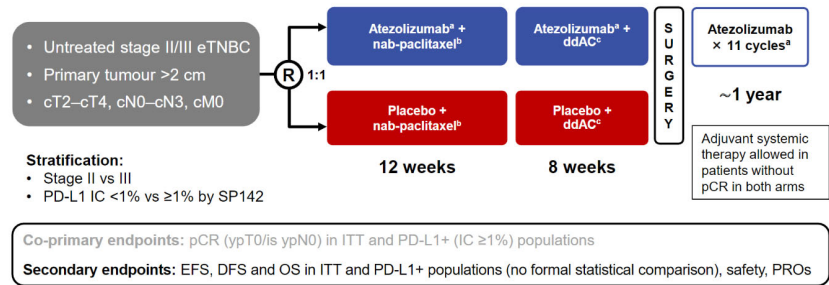 • Untreated stage II/III eTNBC
• Primary tumour >2 cm
• cT2–cT4, cN0–cN3, cM0
R
1:1
Atezolizumabᵃ +
nab-paclitaxelᵇ
Atezolizumabᵃ +
ddACᶜ
Placebo +
nab-paclitaxelᵇ
Placebo +
ddACᶜ
SURGERY
Atezolizumab
× 11 cyclesᵃ
~1 year
12 weeks
8 weeks
Adjuvant systemic
therapy allowed in
patients without
pCR in both arms
Stratification:
• Stage II vs III
• PD-L1 IC <1% vs ≥1% by SP142
Co-primary endpoints: pCR (ypT0/is ypN0) in ITT and PD-L1+ (IC ≥1%) populations
Secondary endpoints: EFS, DFS and OS in ITT and PD-L1+ populations (no formal statistical comparison), safety, PROs